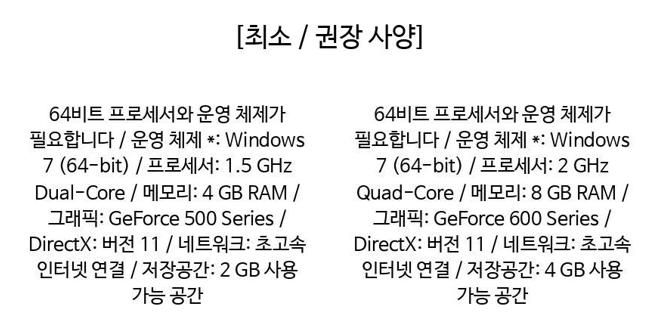 [최소 / 권장 사양]
64비트 프로세서와 운영 체제가
필요합니다 / 운영 체제 *: Windows
7 (64-bit) / 프로세서: 1.5 GHz
Dual-Core / 메모리: 4 GB RAM /
그래픽: GeForce 500 Series /
DirectX: 버전 11 / 네트워크: 초고속
인터넷 연결 / 저장공간: 2 GB 사용
가능 공간
64비트 프로세서와 운영 체제가
필요합니다 / 운영 체제 *: Windows
7 (64-bit) / 프로세서: 2 GHz
Quad-Core / 메모리: 8 GB RAM /
그래픽: GeForce 600 Series /
DirectX: 버전 11 / 네트워크: 초고속
인터넷 연결 / 저장공간: 4 GB 사용
가능 공간